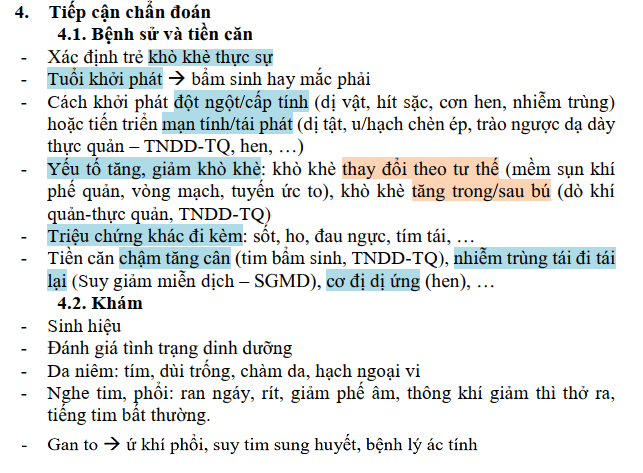 4. Tiếp cận chẩn đoán
4.1. Bệnh sử và tiền căn
- Xác định trẻ khò khè thực sự
- Tuổi khởi phát → bẩm sinh hay mắc phải
- Cách khởi phát đột ngột/cấp tính (dị vật, hít sặc, cơn hen, nhiễm trùng)
hoặc tiến triển mạn tính/tái phát (dị tật, u/hạch chèn ép, trào ngược dạ dày
thực quản – TNDD-TQ, hen, …)
- Yếu tố tăng, giảm khò khè: khò khè thay đổi theo tư thế (mềm sụn khí
phế quản, vòng mạch, tuyến ức to), khò khè tăng trong/sau bú (dò khí
quản-thực quản, TNDD-TQ)
- Triệu chứng khác đi kèm: sốt, ho, đau ngực, tím tái, …
- Tiền căn chậm tăng cân (tim bẩm sinh, TNDD-TQ), nhiễm trùng tái đi tái
lại (Suy giảm miễn dịch – SGMD), cơ địa dị ứng (hen), …
4.2. Khám
- Sinh hiệu
- Đánh giá tình trạng dinh dưỡng
- Da niêm: tím, dùi trống, chàm da, hạch ngoại vi
- Nghe tim, phổi: ran ngáy, rít, giảm phế âm, thông khí giảm thì thở ra,
tiếng tim bất thường.
- Gan to → ứ khí phổi, suy tim sung huyết, bệnh lý ác tính